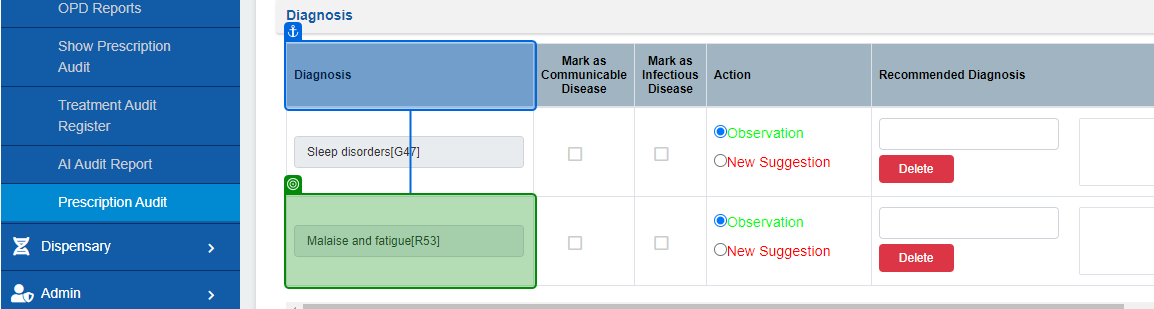 OPD Reports
Show Prescription
Audit
Treatment Audit
Register
AI Audit Report
Prescription Audit
Dispensary
Admin
Diagnosis
Diagnosis
Mark as
Communicable
Disease
Mark as
Infectious
Disease
Action
Recommended Diagnosis
Sleep disorders[G47]
Observation
New Suggestion
Delete
Malaise and fatigue[R53]
Observation
New Suggestion
Delete